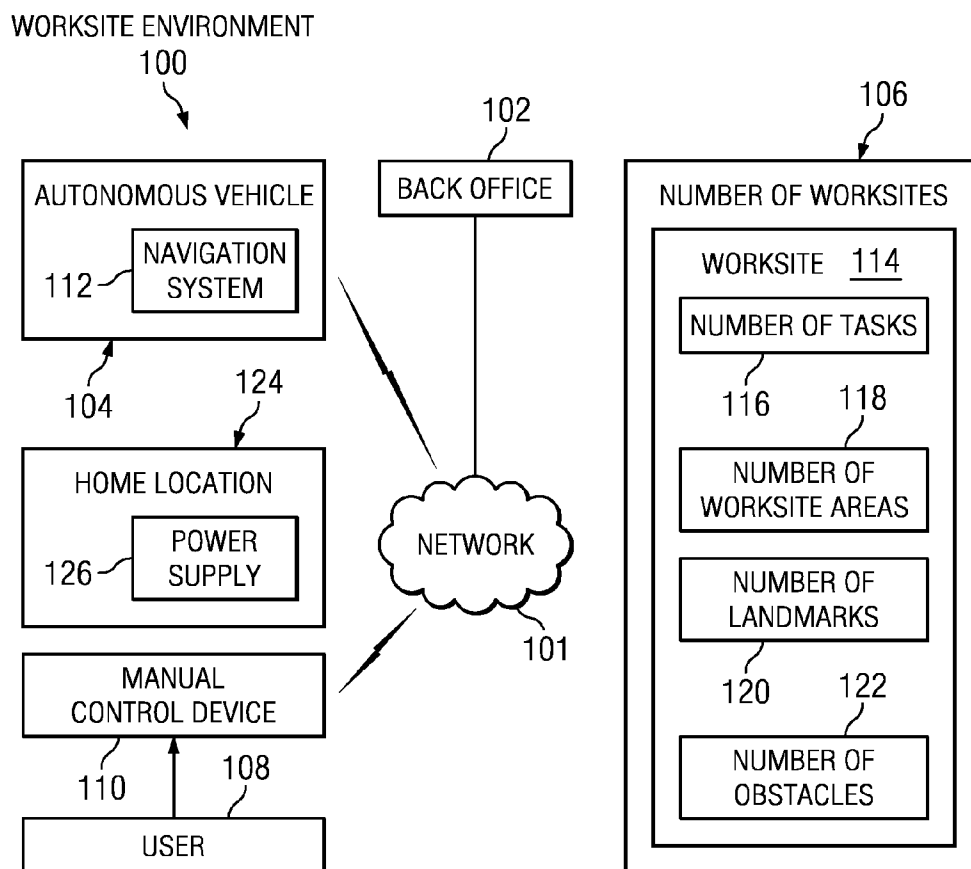 WORKSITE ENVIRONMENT
100
AUTONOMOUS VEHICLE
NAVIGATION
SYSTEM
112
104
124
HOME LOCATION
POWER
SUPPLY
126
MANUAL
CONTROL DEVICE
110
108
USER
102
BACK OFFICE
NETWORK
101
106
NUMBER OF WORKSITES
WORKSITE 114
NUMBER OF TASKS
116
118
NUMBER OF
WORKSITE AREAS
NUMBER OF
LANDMARKS
120
122
NUMBER OF
OBSTACLES